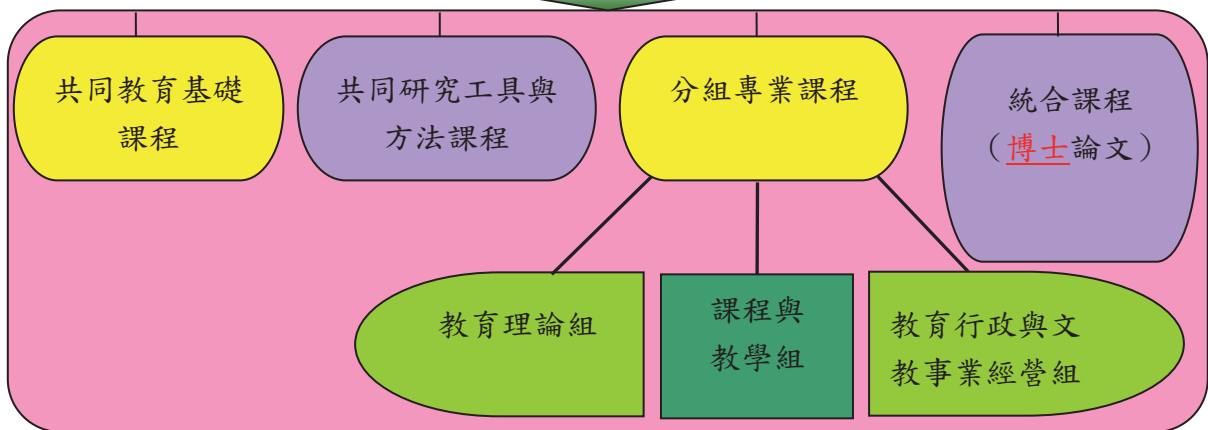 共同教育基礎
課程
共同研究工具與
方法課程
分組專業課程
統合課程
（博士論文）
教育理論組
課程與
教學組
教育行政與文
教事業經營組